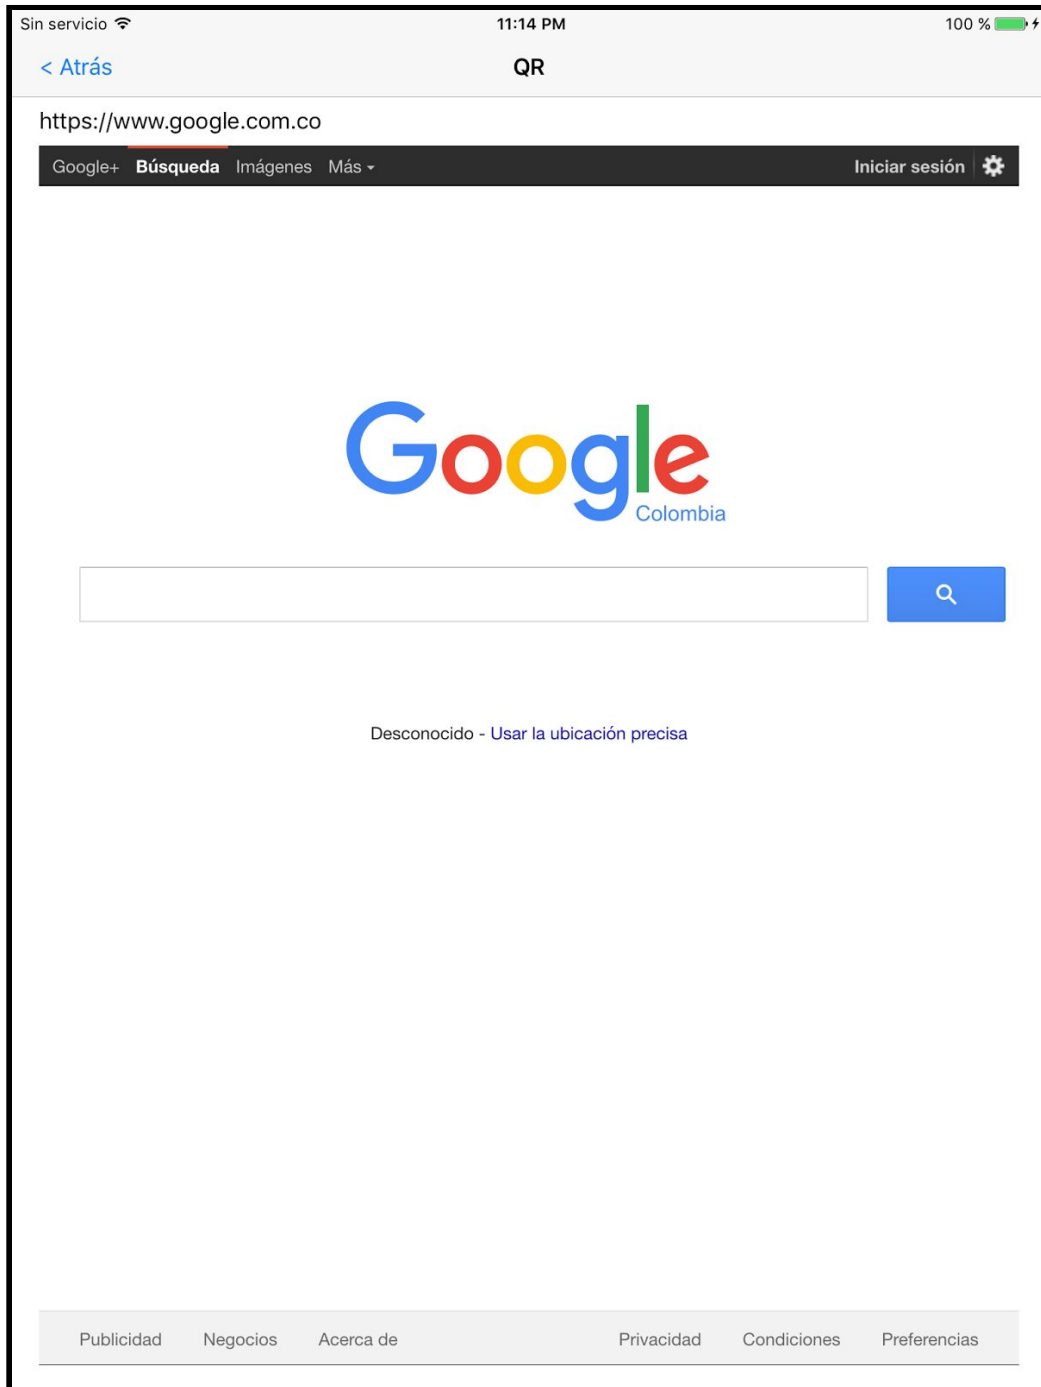 Sin servicio 11:14 PM 100 %
< Atrás QR
https://www.google.com.co
Google+ Búsqueda Imágenes Más Iniciar sesión
Google
Colombia
Desconocido - Usar la ubicación precisa
Publicidad Negocios Acerca de Privacidad Condiciones Preferencias